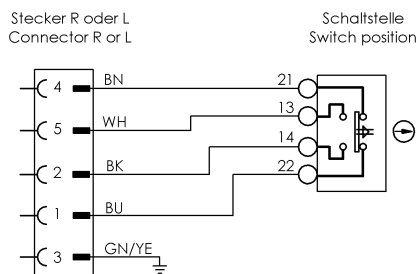 Stecker R oder L
Connector R or L
Schaltstelle
Switch position
4 BN 21
5 WH 13
2 BK 14
1 BU 22
3 GN/YE